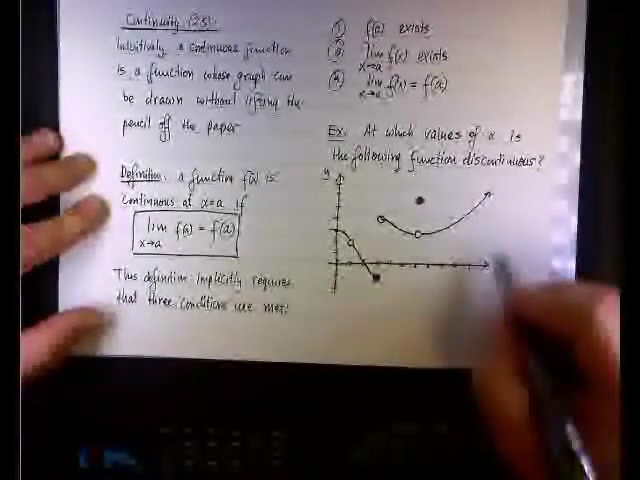 Continuity (2.5):
Intuitively, a continuous function
is a function whose graph can
be drawn without lifting the
pencil off the paper
Definition: a function f(x) is
continuous at x=a if
lim f(x) = f(a)
x→a
This definition implicitly requires
that three conditions are met:
① f(a) exists
② lim f(x) exists
x→a
③ lim f(x) = f(a)
x→a
Ex: At which values of x is
the following function discontinuous?
y